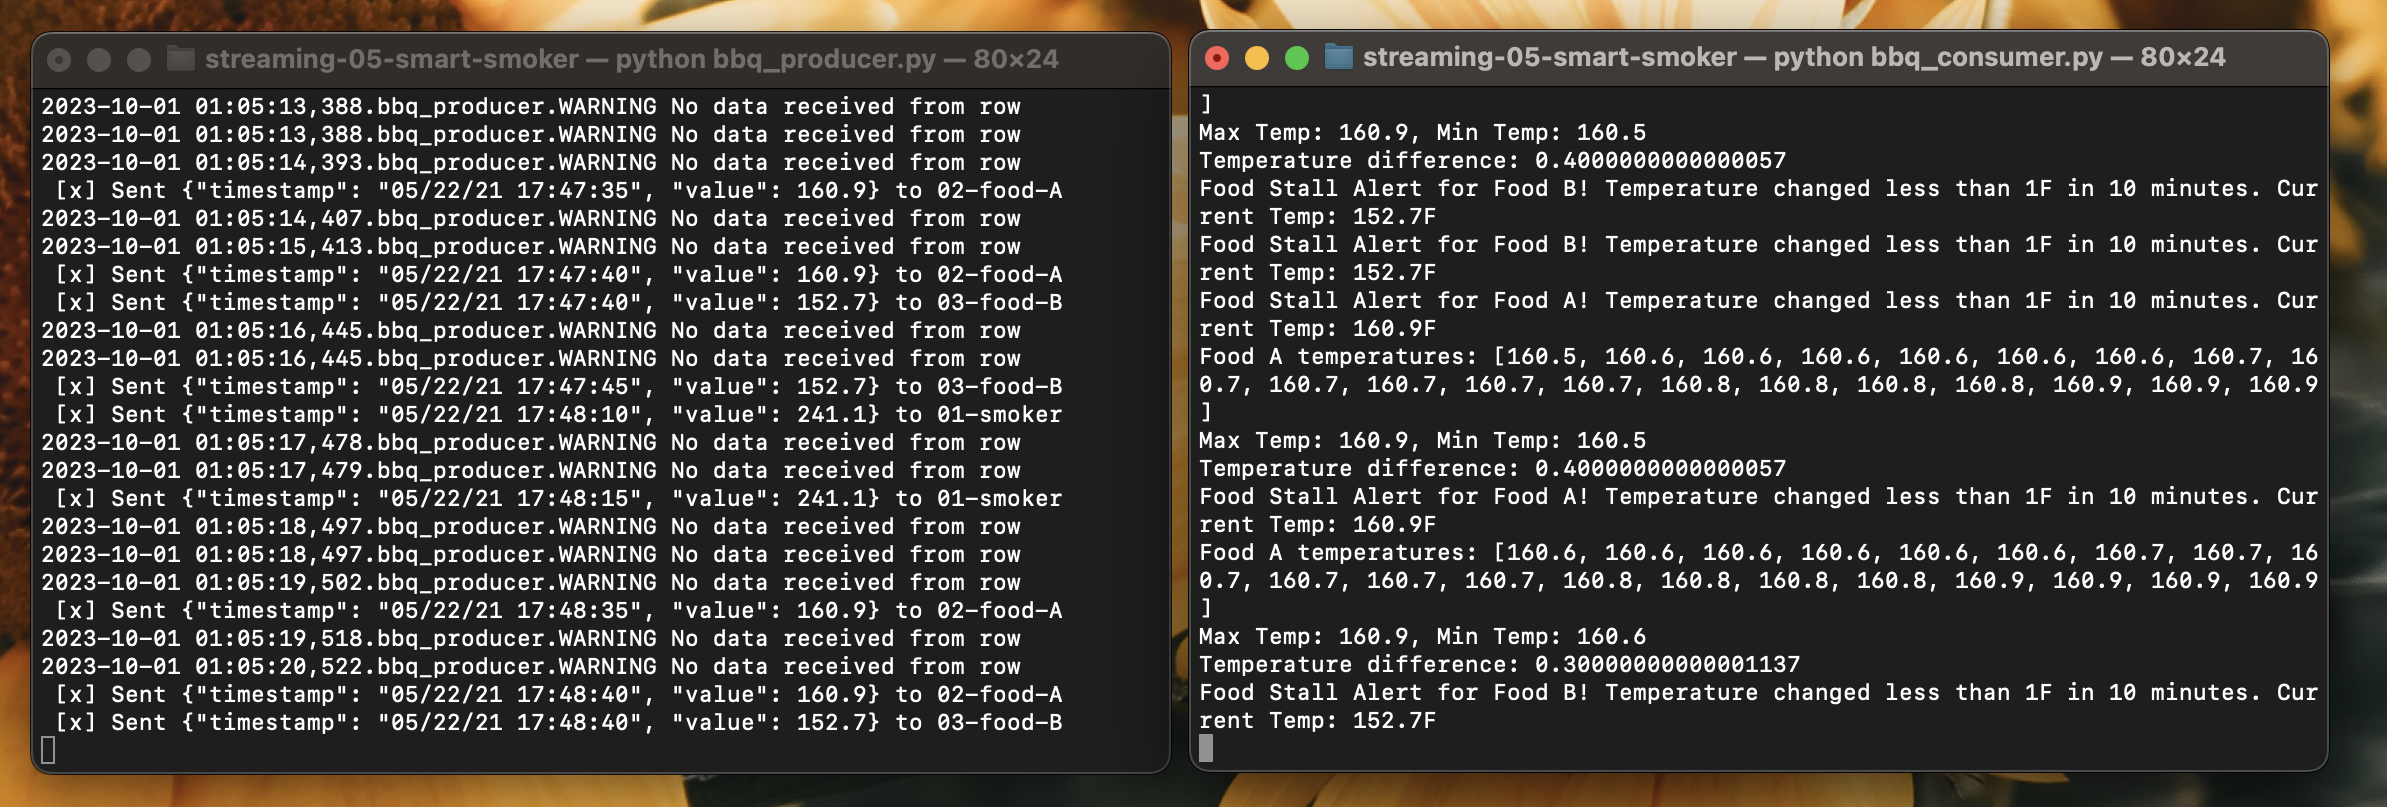 streaming-05-smart-smoker — python bbq_producer.py — 80×24
2023-10-01 01:05:13,388.bbq_producer.WARNING No data received from row
2023-10-01 01:05:13,388.bbq_producer.WARNING No data received from row
2023-10-01 01:05:14,393.bbq_producer.WARNING No data received from row
[x] Sent {"timestamp": "05/22/21 17:47:35", "value": 160.9} to 02-food-A
2023-10-01 01:05:14,407.bbq_producer.WARNING No data received from row
2023-10-01 01:05:15,413.bbq_producer.WARNING No data received from row
[x] Sent {"timestamp": "05/22/21 17:47:40", "value": 160.9} to 02-food-A
[x] Sent {"timestamp": "05/22/21 17:47:40", "value": 152.7} to 03-food-B
2023-10-01 01:05:16,445.bbq_producer.WARNING No data received from row
2023-10-01 01:05:16,445.bbq_producer.WARNING No data received from row
[x] Sent {"timestamp": "05/22/21 17:47:45", "value": 152.7} to 03-food-B
[x] Sent {"timestamp": "05/22/21 17:48:10", "value": 241.1} to 01-smoker
2023-10-01 01:05:17,478.bbq_producer.WARNING No data received from row
2023-10-01 01:05:17,479.bbq_producer.WARNING No data received from row
[x] Sent {"timestamp": "05/22/21 17:48:15", "value": 241.1} to 01-smoker
2023-10-01 01:05:18,497.bbq_producer.WARNING No data received from row
2023-10-01 01:05:18,497.bbq_producer.WARNING No data received from row
2023-10-01 01:05:19,502.bbq_producer.WARNING No data received from row
[x] Sent {"timestamp": "05/22/21 17:48:35", "value": 160.9} to 02-food-A
2023-10-01 01:05:19,518.bbq_producer.WARNING No data received from row
2023-10-01 01:05:20,522.bbq_producer.WARNING No data received from row
[x] Sent {"timestamp": "05/22/21 17:48:40", "value": 160.9} to 02-food-A
[x] Sent {"timestamp": "05/22/21 17:48:40", "value": 152.7} to 03-food-B
streaming-05-smart-smoker — python bbq_consumer.py — 80×24
]
Max Temp: 160.9, Min Temp: 160.5
Temperature difference: 0.4000000000000057
Food Stall Alert for Food B! Temperature changed less than 1F in 10 minutes. Cur
rent Temp: 152.7F
Food Stall Alert for Food B! Temperature changed less than 1F in 10 minutes. Cur
rent Temp: 152.7F
Food Stall Alert for Food A! Temperature changed less than 1F in 10 minutes. Cur
rent Temp: 160.9F
Food A temperatures: [160.5, 160.6, 160.6, 160.6, 160.6, 160.6, 160.6, 160.7, 16
0.7, 160.7, 160.7, 160.7, 160.7, 160.8, 160.8, 160.8, 160.8, 160.9, 160.9, 160.9
]
Max Temp: 160.9, Min Temp: 160.5
Temperature difference: 0.4000000000000057
Food Stall Alert for Food A! Temperature changed less than 1F in 10 minutes. Cur
rent Temp: 160.9F
Food A temperatures: [160.6, 160.6, 160.6, 160.6, 160.6, 160.6, 160.7, 160.7, 16
0.7, 160.7, 160.7, 160.7, 160.8, 160.8, 160.8, 160.8, 160.9, 160.9, 160.9, 160.9
]
Max Temp: 160.9, Min Temp: 160.6
Temperature difference: 0.30000000000001137
Food Stall Alert for Food B! Temperature changed less than 1F in 10 minutes. Cur
rent Temp: 152.7F